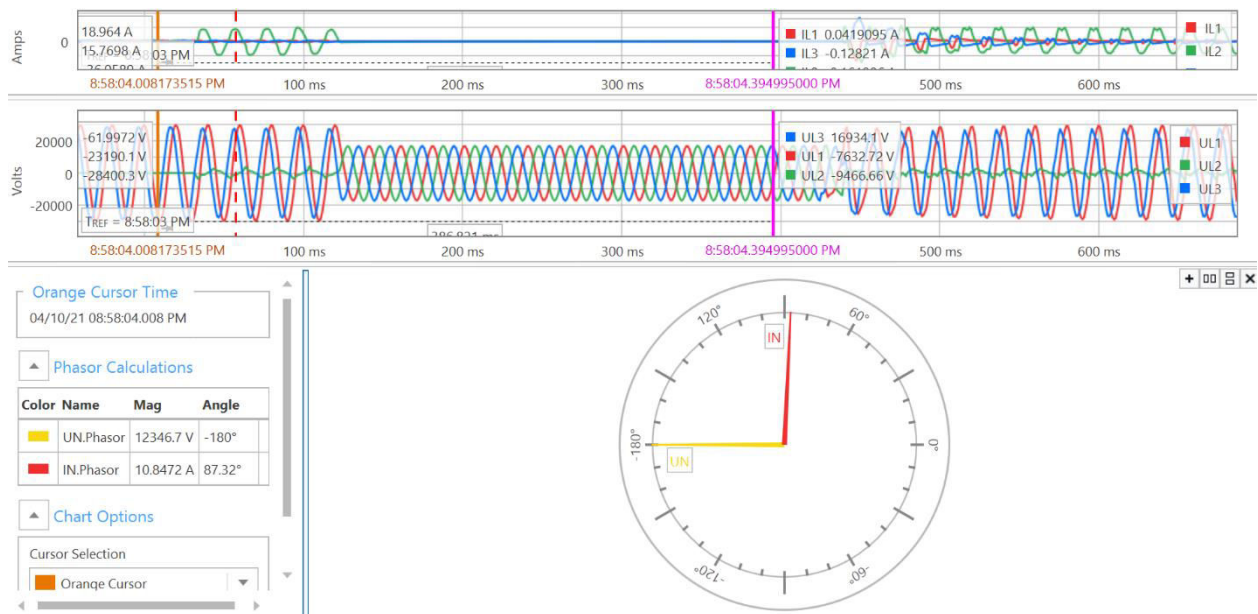 Amps
0
18.964 A
15.7698 A
8:58:03 PM
IL1 0.0419095 A
IL3 -0.12821 A
IL1
IL2
8:58:04.008173515 PM
100 ms
200 ms
300 ms
8:58:04.394995000 PM
500 ms
600 ms
Volts
20000
0
-20000
-61.9972 V
-23190.1 V
-28400.3 V
TREF = 8:58:03 PM
UL3 16934.1 V
UL1 -7632.72 V
UL2 -9466.66 V
UL1
UL2
UL3
8:58:04.008173515 PM
100 ms
200 ms
300 ms
8:58:04.394995000 PM
500 ms
600 ms
Orange Cursor Time
04/10/21 08:58:04.008 PM
Phasor Calculations
Color Name Mag Angle
UN.Phasor 12346.7 V -180°
IN.Phasor 10.8472 A 87.32°
Chart Options
Cursor Selection
Orange Cursor
120°
60°
IN
-180°
UN
0°
-120°
-60°